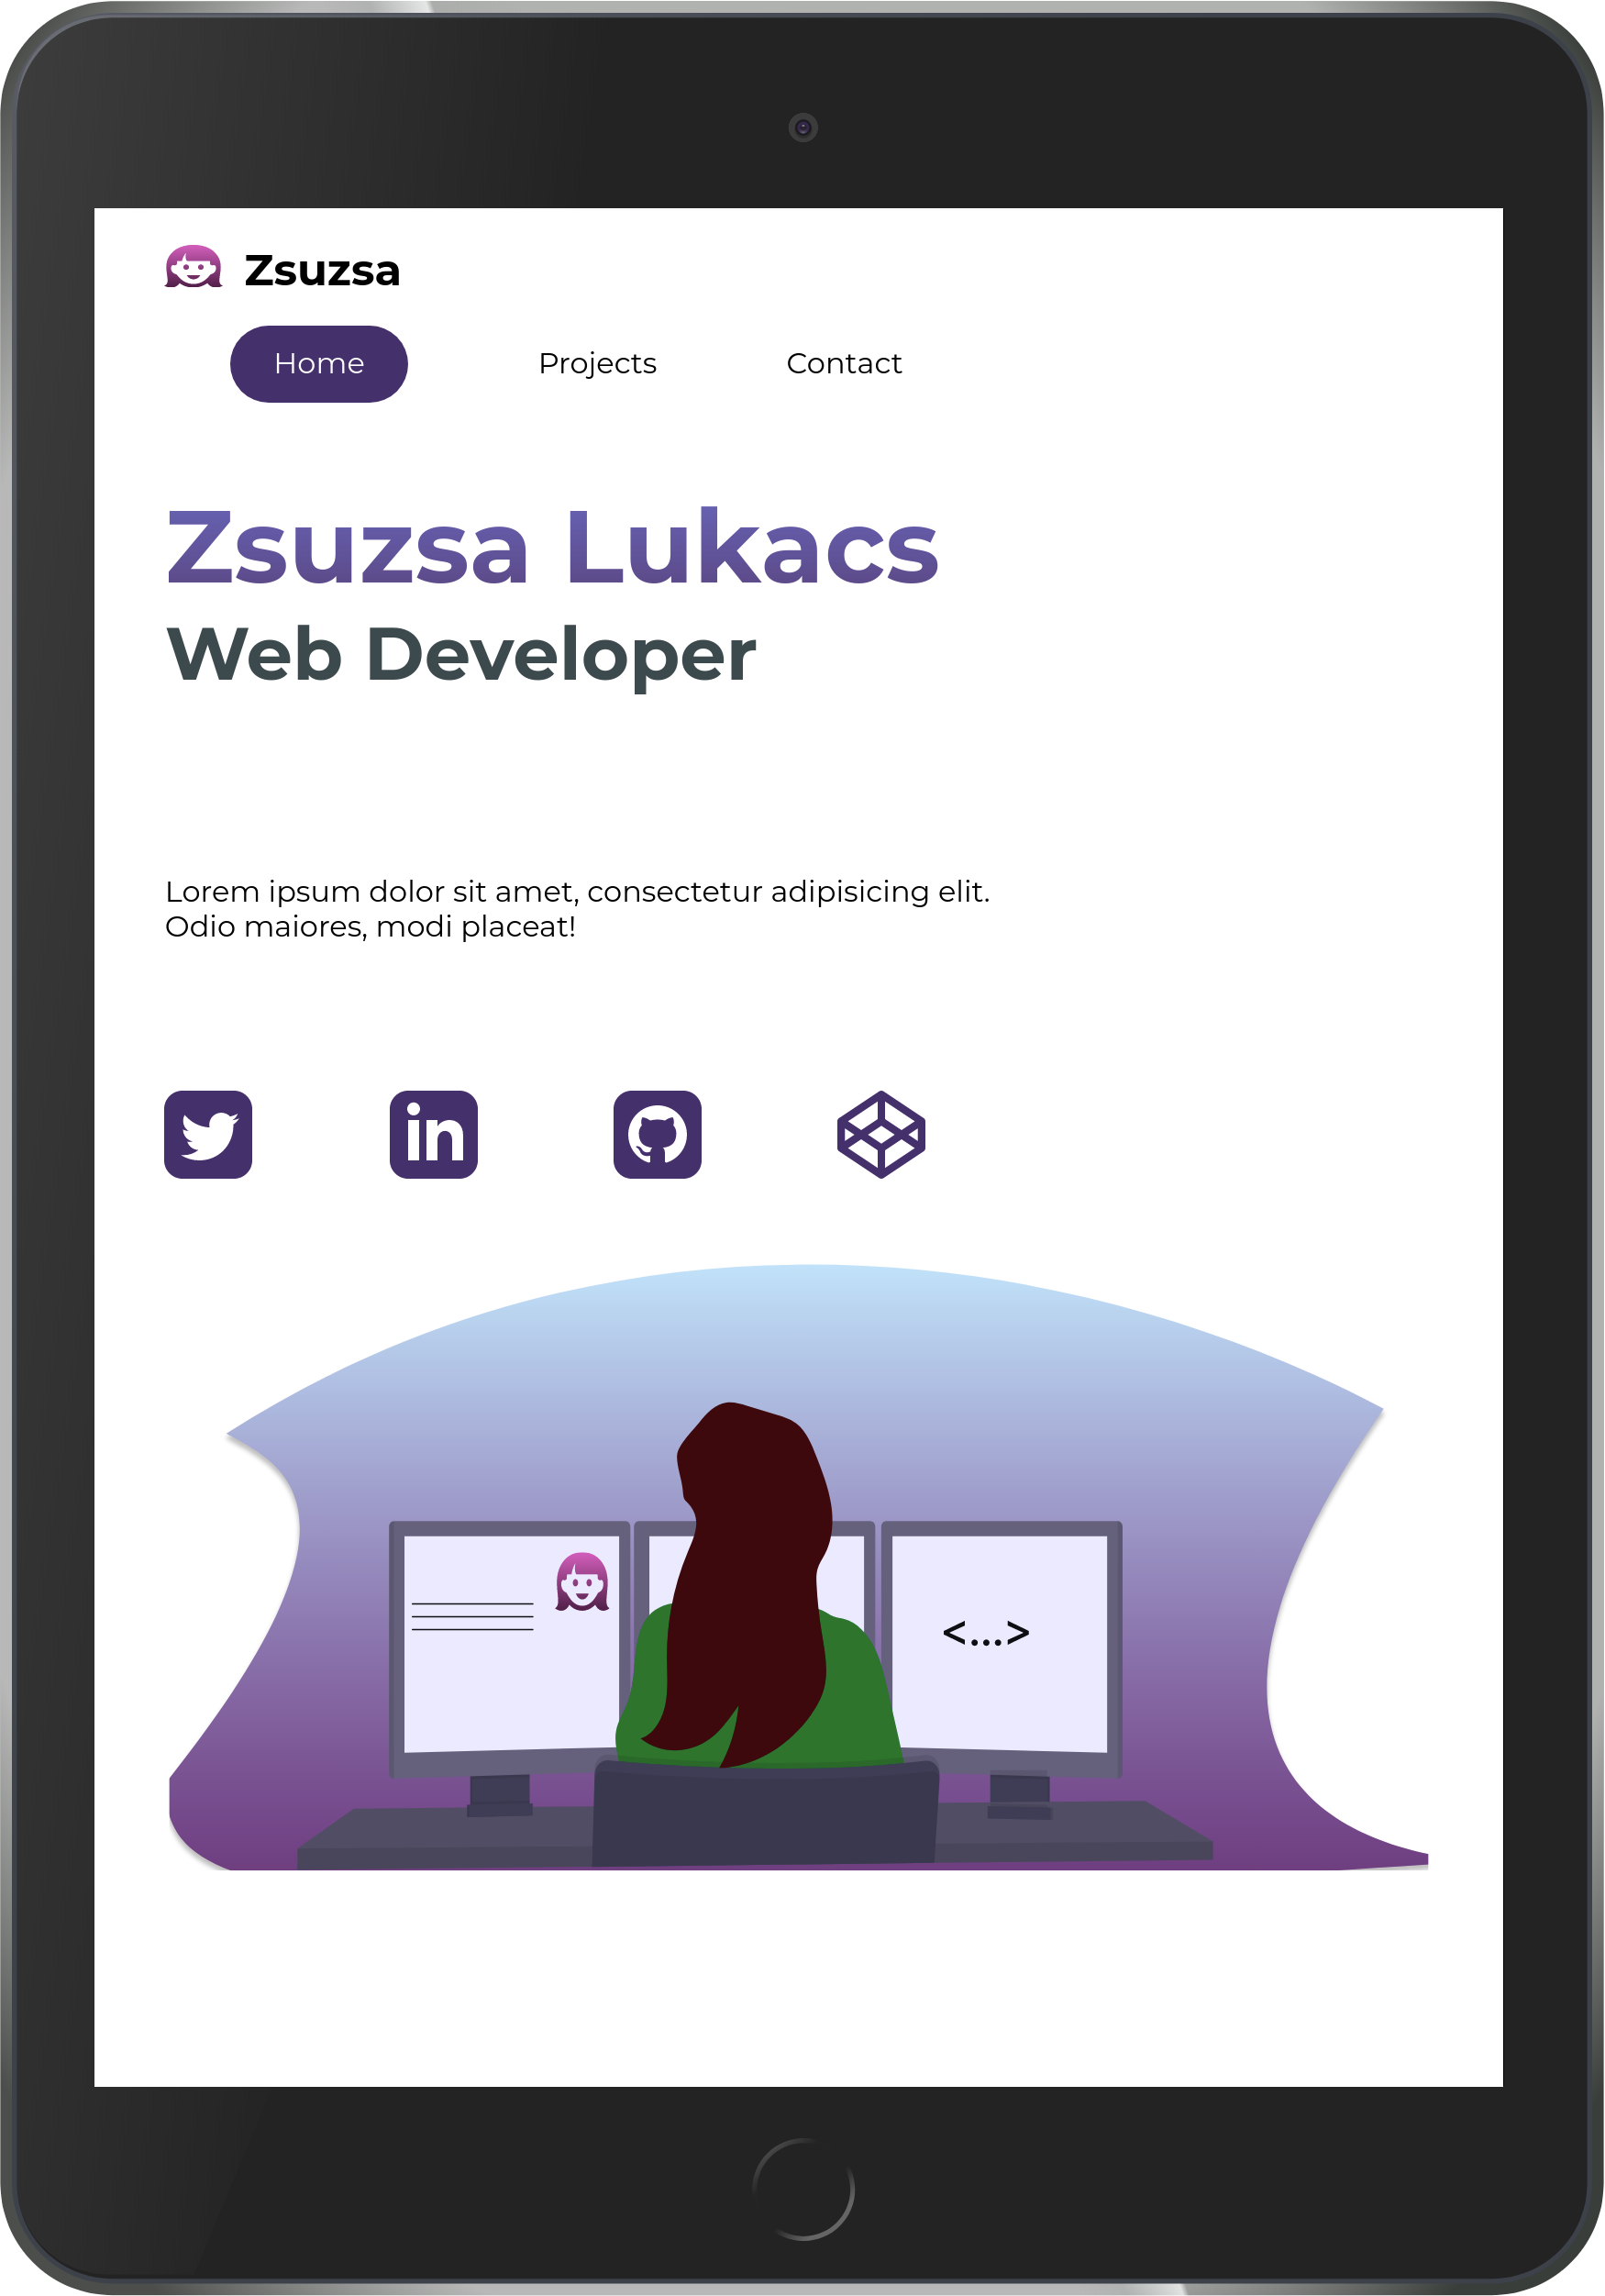 Zsuzsa
Home Projects Contact
Zsuzsa Lukacs
Web Developer
Lorem ipsum dolor sit amet, consectetur adipisicing elit.
Odio maiores, modi placeat!
in
<...>